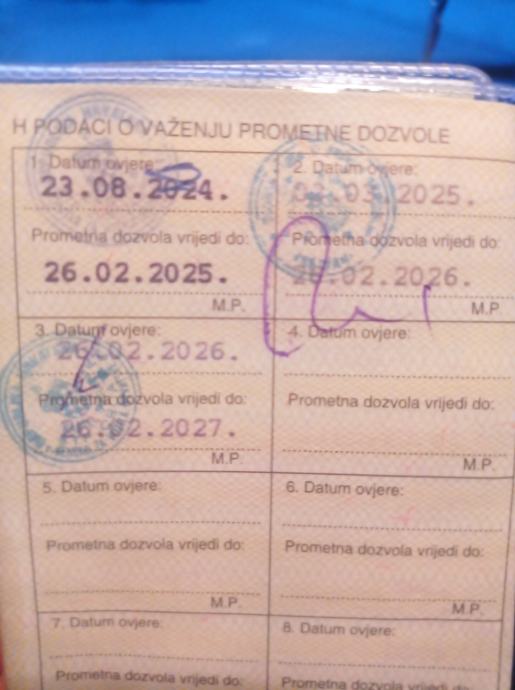 H PODACI O VAŽENJU PROMETNE DOZVOLE
1. Datum ovjere:
23.08.2024.
Prometna dozvola vrijedi do:
26.02.2025.
M.P.
2. Datum ovjere:
03.2025.
Prometna dozvola vrijedi do:
26.02.2026.
M.P.
3. Datum ovjere:
26.02.2026.
Prometna dozvola vrijedi do:
26.02.2027.
M.P.
4. Datum ovjere:
Prometna dozvola vrijedi do:
M.P.
5. Datum ovjere:
Prometna dozvola vrijedi do:
M.P.
6. Datum ovjere:
Prometna dozvola vrijedi do:
M.P.
7. Datum ovjere:
Prometna dozvola vrijedi do:
8. Datum ovjere:
Prometna dozvola vrijedi do: